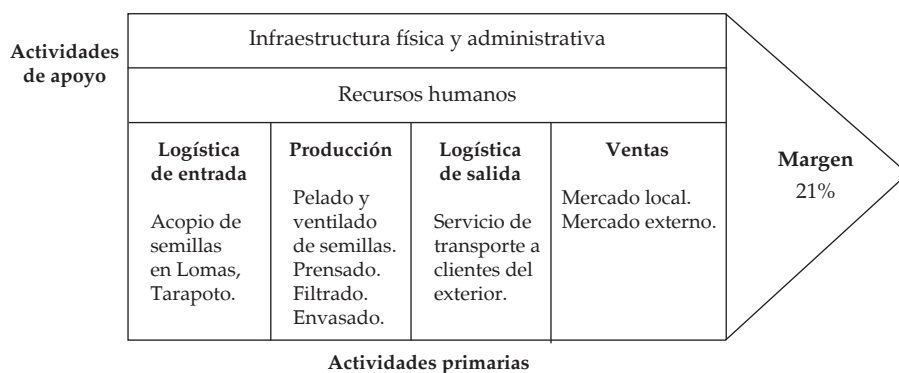 Infraestructura física y administrativa
Actividades
de apoyo
Recursos humanos
Logística
de entrada
Acopio de
semillas
en Lomas,
Tarapoto.
Producción
Pelado y
ventilado
de semillas.
Prensado.
Filtrado.
Envasado.
Logística
de salida
Servicio de
transporte a
clientes del
exterior.
Ventas
Mercado local.
Mercado externo.
Margen
21%
Actividades primarias